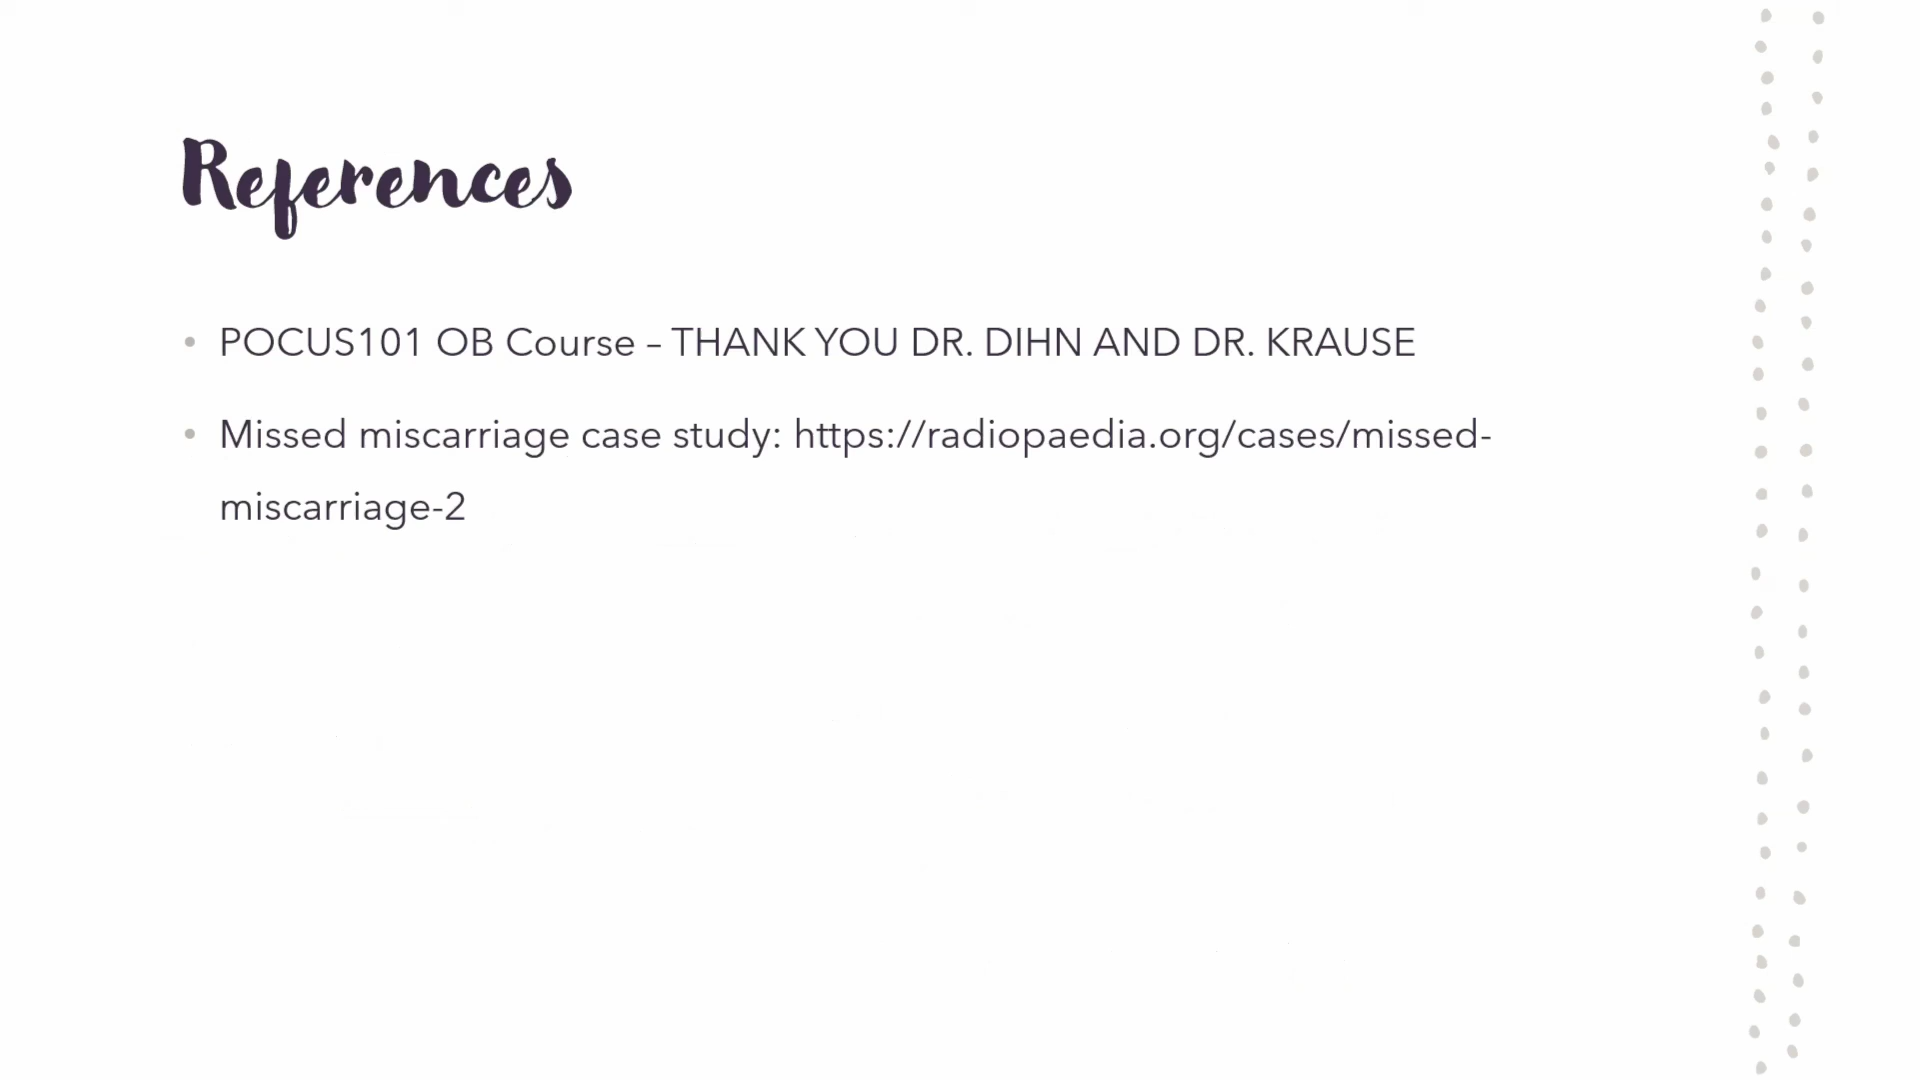 References
• POCUS101 OB Course – THANK YOU DR. DIHN AND DR. KRAUSE
• Missed miscarriage case study: https://radiopaedia.org/cases/missed-
miscarriage-2